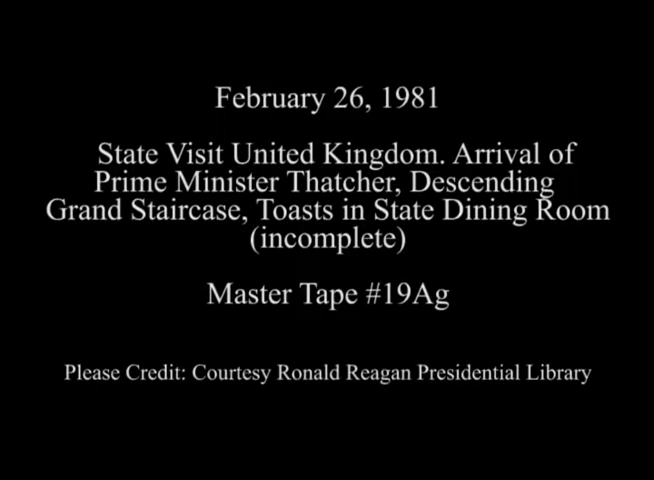 February 26, 1981
State Visit United Kingdom. Arrival of
Prime Minister Thatcher, Descending
Grand Staircase, Toasts in State Dining Room
(incomplete)
Master Tape #19Ag
Please Credit: Courtesy Ronald Reagan Presidential Library